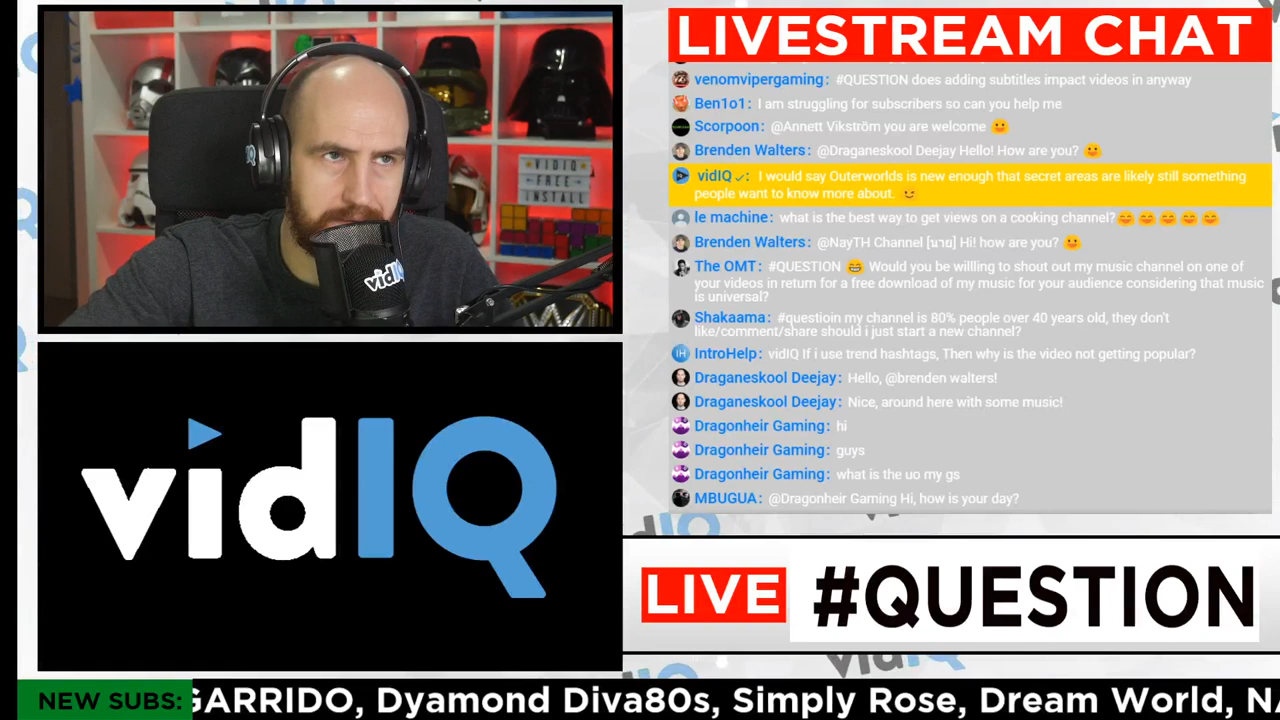 LIVESTREAM CHAT
venomvipergaming: #QUESTION does adding subtitles impact videos in anyway
Ben1o1: I am struggling for subscribers so can you help me
Scorpoon: @Annett Vikström you are welcome
Brenden Walters: @Draganeskool Deejay Hello! How are you?
vidIQ: I would say Outerworlds is new enough that secret areas are likely still something
people want to know more about.
le machine: what is the best way to get views on a cooking channel?
Brenden Walters: @NayTH Channel [นาย] Hi! how are you?
The OMT: #QUESTION Would you be willling to shout out my music channel on one of
your videos in return for a free download of my music for your audience considering that music
is universal?
Shakaama: #questioin my channel is 80% people over 40 years old, they don't
like/comment/share should i just start a new channel?
IntroHelp: vidIQ If i use trend hashtags, Then why is the video not getting popular?
Draganeskool Deejay: Hello, @brenden walters!
Draganeskool Deejay: Nice, around here with some music!
Dragonheir Gaming: hi
Dragonheir Gaming: guys
Dragonheir Gaming: what is the uo my gs
MBUGUA: @Dragonheir Gaming Hi, how is your day?
VIDIQ
FREE
INSTALL
vidIQ
vidIQ
LIVE #QUESTION
NEW SUBS: GARRIDO, Dyamond Diva80s, Simply Rose, Dream World, NA